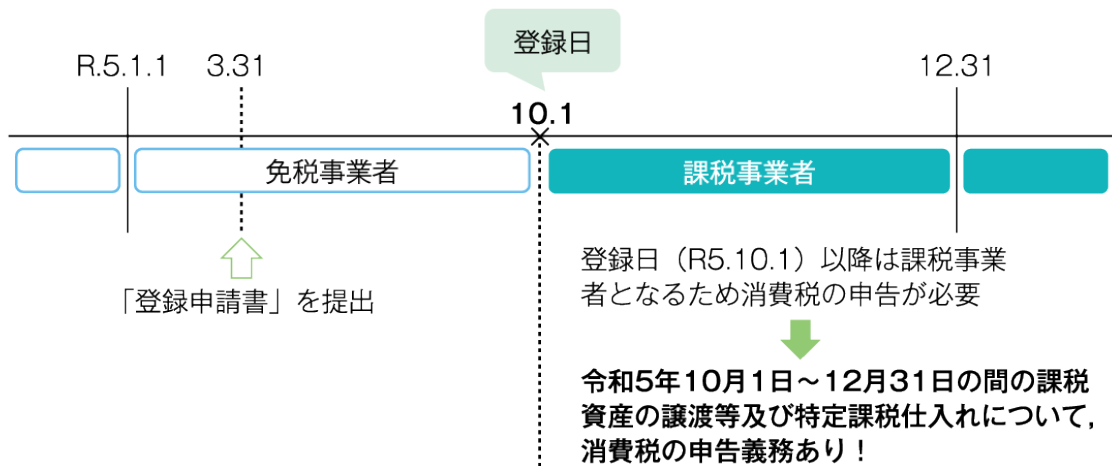 登録日
R.5.1.1
3.31
10.1
12.31
免税事業者
課税事業者
「登録申請書」を提出
登録日（R5.10.1）以降は課税事業
者となるため消費税の申告が必要
令和5年10月1日～12月31日の間の課税
資産の譲渡等及び特定課税仕入れについて，
消費税の申告義務あり！